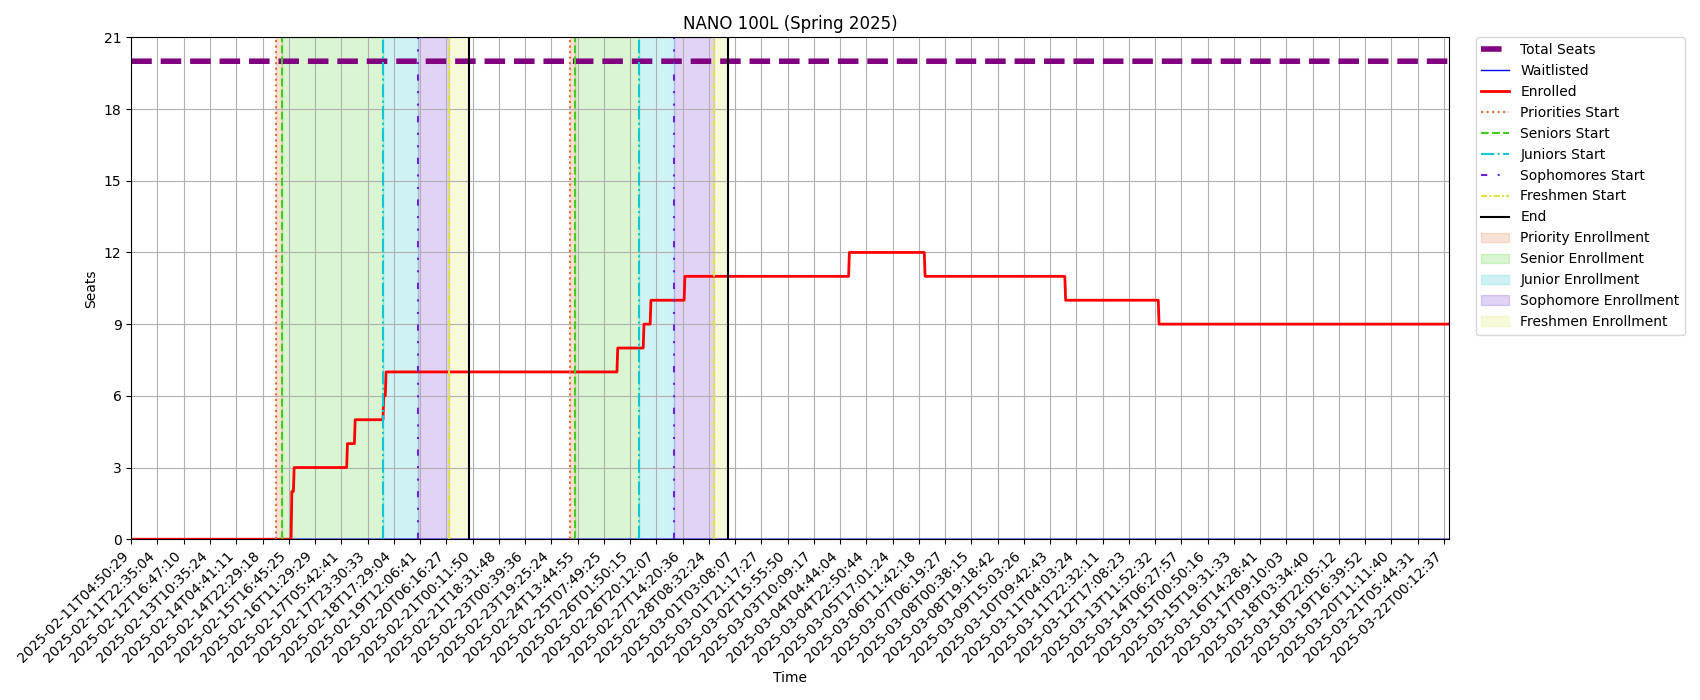 NANO 100L (Spring 2025)
21
18
15
12
9
6
3
0
Seats
2025-02-11T04:50:29
2025-02-11T22:35:04
2025-02-12T16:47:10
2025-02-13T10:35:24
2025-02-14T04:41:11
2025-02-14T22:29:18
2025-02-15T16:45:25
2025-02-16T11:29:29
2025-02-17T05:42:41
2025-02-17T23:30:33
2025-02-18T17:29:04
2025-02-19T12:06:41
2025-02-20T06:16:27
2025-02-21T00:11:50
2025-02-21T18:31:48
2025-02-23T00:39:36
2025-02-23T19:25:24
2025-02-24T13:44:55
2025-02-25T07:49:25
2025-02-26T01:50:15
2025-02-26T20:12:07
2025-02-27T14:20:36
2025-02-28T08:32:24
2025-03-01T03:08:07
2025-03-01T21:17:27
2025-03-02T15:55:50
2025-03-03T10:09:17
2025-03-04T04:44:04
2025-03-04T22:50:44
2025-03-05T17:01:24
2025-03-06T11:42:18
2025-03-07T06:19:27
2025-03-08T00:38:15
2025-03-08T19:18:42
2025-03-09T15:03:26
2025-03-10T09:42:43
2025-03-11T04:03:24
2025-03-11T22:32:11
2025-03-12T17:08:23
2025-03-13T11:52:32
2025-03-14T06:27:57
2025-03-15T00:50:16
2025-03-15T19:31:33
2025-03-16T14:28:41
2025-03-17T09:10:03
2025-03-18T03:34:40
2025-03-18T22:05:12
2025-03-19T16:39:52
2025-03-20T11:11:40
2025-03-21T05:44:31
2025-03-22T00:12:37
Time
Total Seats
Waitlisted
Enrolled
Priorities Start
Seniors Start
Juniors Start
Sophomores Start
Freshmen Start
End
Priority Enrollment
Senior Enrollment
Junior Enrollment
Sophomore Enrollment
Freshmen Enrollment